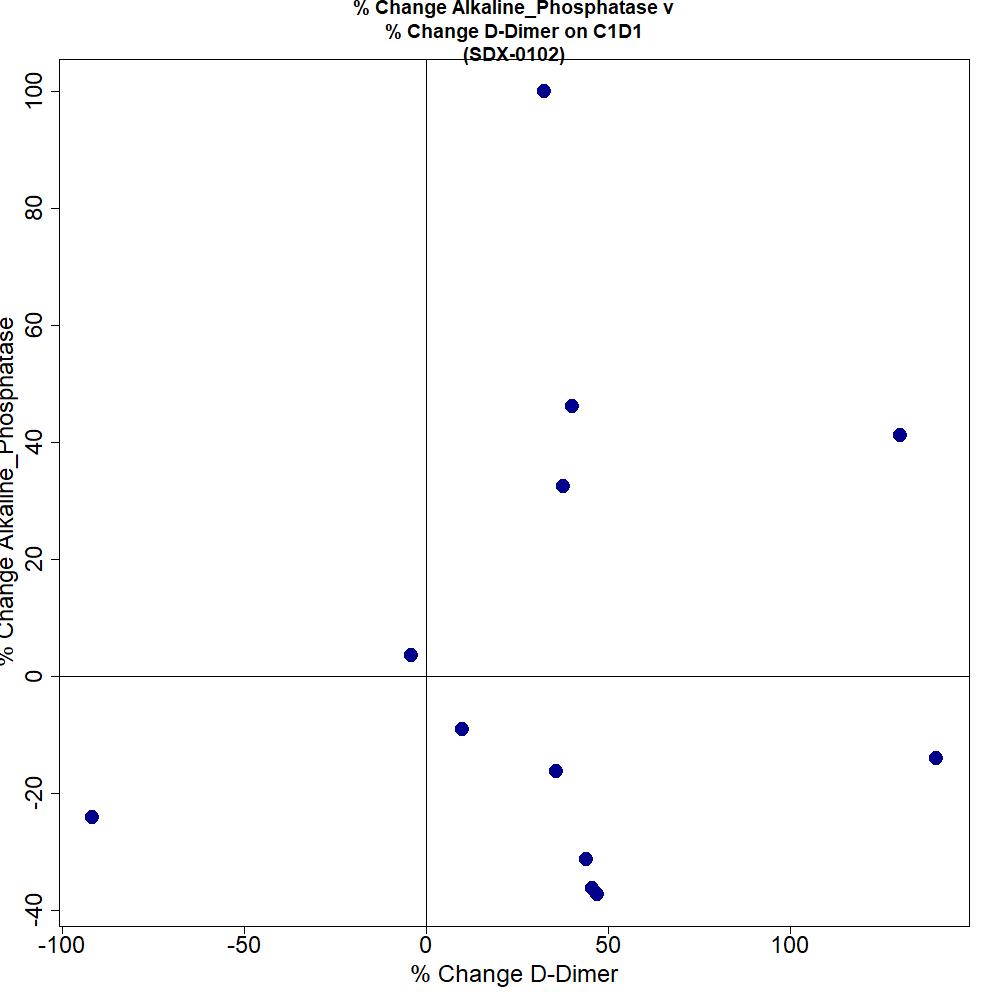 % Change Alkaline_Phosphatase v
% Change D-Dimer on C1D1
(SDX-0102)
% Change Alkaline_Phosphatase
100
80
60
40
20
0
-20
-40
-100
-50
0
50
100
% Change D-Dimer